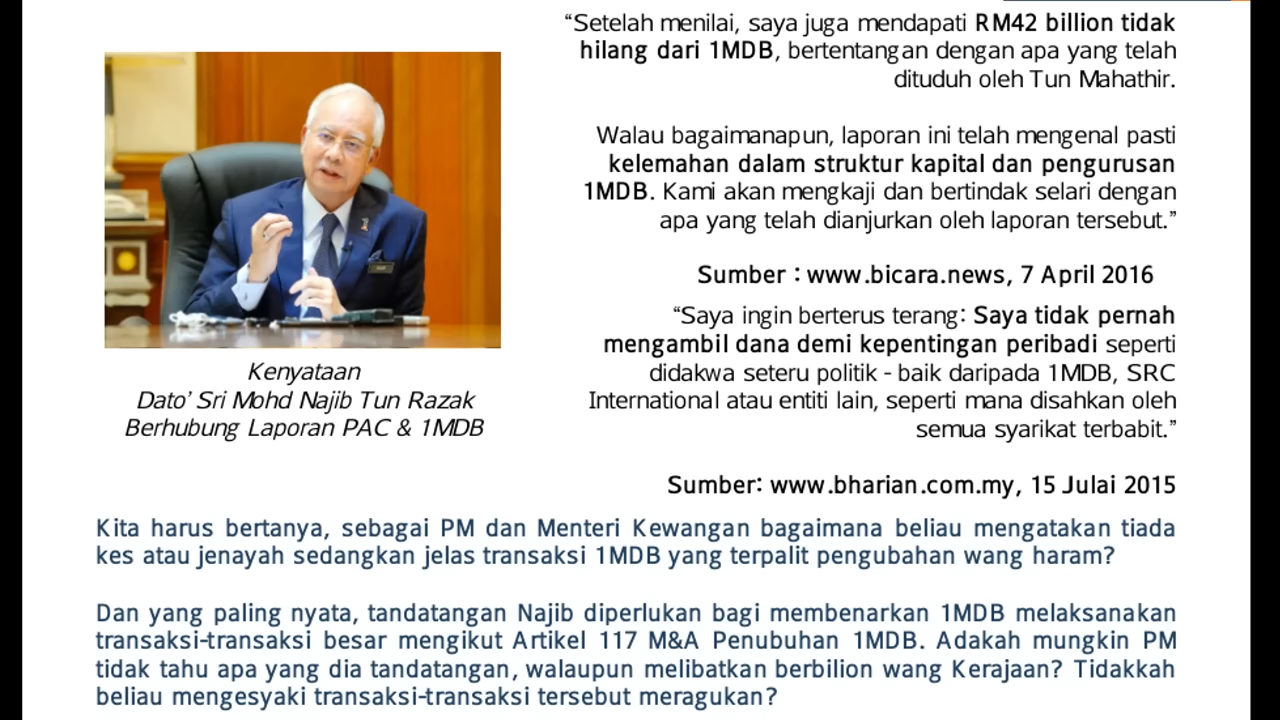 “Setelah menilai, saya juga mendapati RM42 billion tidak
hilang dari 1MDB, bertentangan dengan apa yang telah
dituduh oleh Tun Mahathir.
Walau bagaimanapun, laporan ini telah mengenal pasti
kelemahan dalam struktur kapital dan pengurusan
1MDB. Kami akan mengkaji dan bertindak selari dengan
apa yang telah dianjurkan oleh laporan tersebut.”
Sumber : www.bicara.news, 7 April 2016
“Saya ingin berterus terang: Saya tidak pernah
mengambil dana demi kepentingan peribadi seperti
didakwa seteru politik - baik daripada 1MDB, SRC
International atau entiti lain, seperti mana disahkan oleh
semua syarikat terbabit.”
Sumber: www.bharian.com.my, 15 Julai 2015
Kenyataan
Dato’ Sri Mohd Najib Tun Razak
Berhubung Laporan PAC & 1MDB
Kita harus bertanya, sebagai PM dan Menteri Kewangan bagaimana beliau mengatakan tiada
kes atau jenayah sedangkan jelas transaksi 1MDB yang terpalit pengubahan wang haram?
Dan yang paling nyata, tandatangan Najib diperlukan bagi membenarkan 1MDB melaksanakan
transaksi-transaksi besar mengikut Artikel 117 M&A Penubuhan 1MDB. Adakah mungkin PM
tidak tahu apa yang dia tandatangan, walaupun melibatkan berbilion wang Kerajaan? Tidakkah
beliau mengesyaki transaksi-transaksi tersebut meragukan?